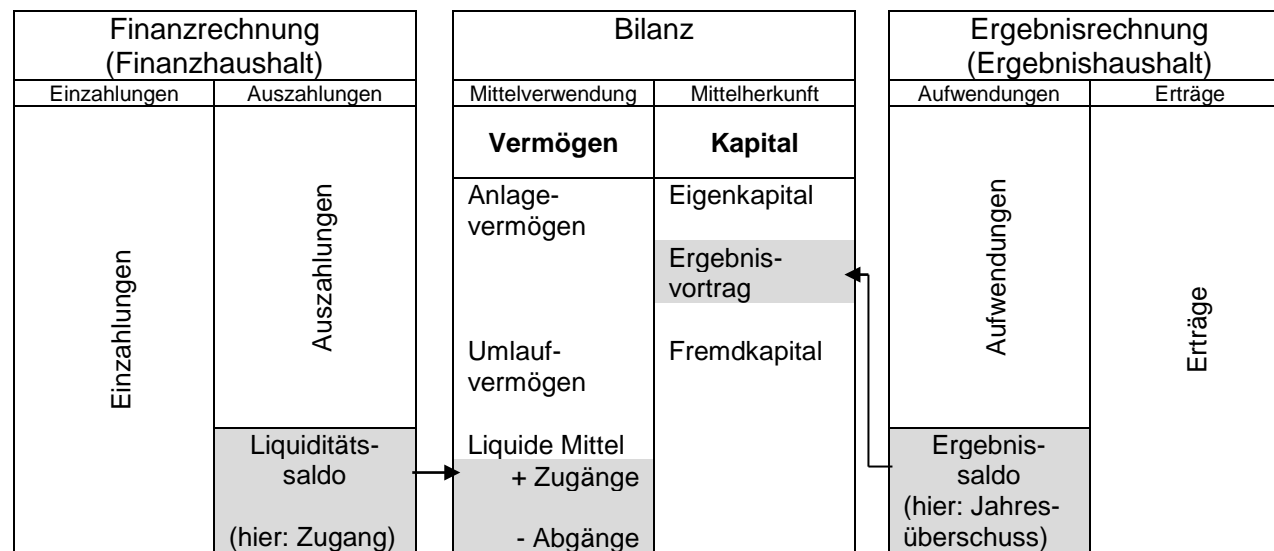 Finanzrechnung
(Finanzhaushalt)
Einzahlungen
Auszahlungen
Einzahlungen
Auszahlungen
Liquiditäts-
saldo
(hier: Zugang)
Bilanz
Mittelverwendung
Mittelherkunft
Vermögen
Kapital
Anlage-
vermögen
Umlauf-
vermögen
Liquide Mittel
+ Zugänge
- Abgänge
Eigenkapital
Ergebnis-
vortrag
Fremdkapital
Ergebnisrechnung
(Ergebnishaushalt)
Aufwendungen
Erträge
Aufwendungen
Ergebnis-
saldo
(hier: Jahres-
überschuss)
Erträge